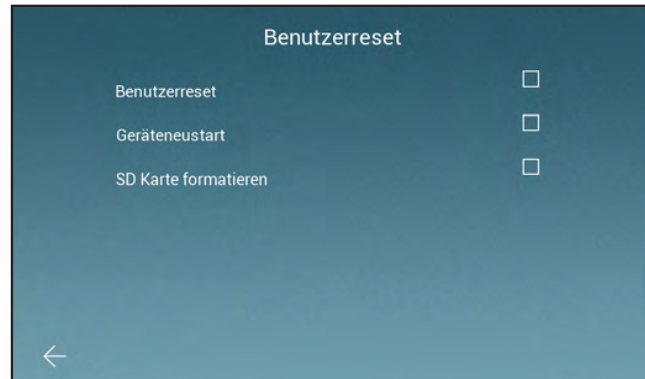 Benutzerreset
Benutzerreset
Geräteneustart
SD Karte formatieren